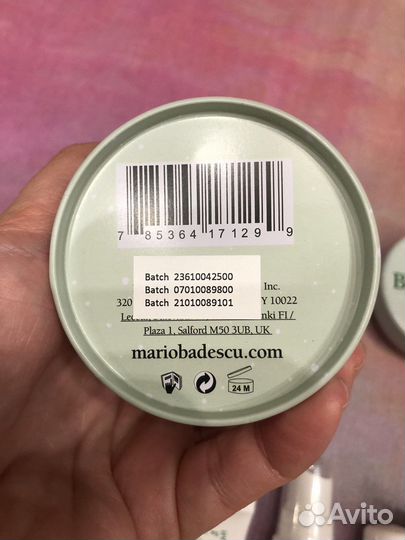 7 85364 17129 9
Batch 23610042500
Batch 07010089800
Batch 21010089101
Inc.
320 Y 10022
Plaza 1, Salford M50 3UB, UK
mariobadescu.com
24 M
B
Avito